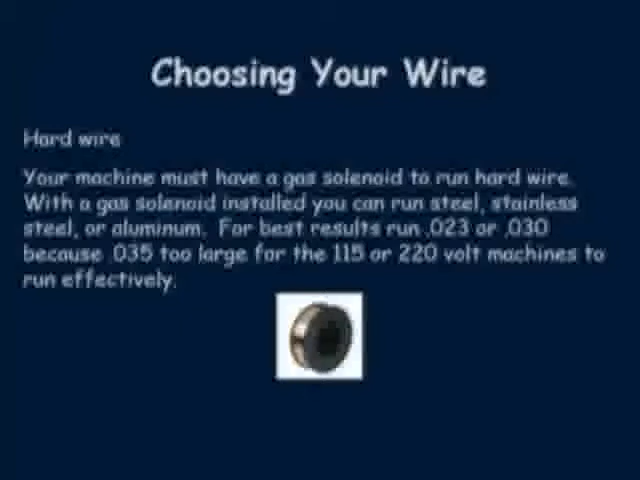 Choosing Your Wire
Hard wire
Your machine must have a gas solenoid to run hard wire.
With a gas solenoid installed you can run steel, stainless
steel, or aluminum. For best results run .023 or .030
because .035 too large for the 115 or 220 volt machines to
run effectively.